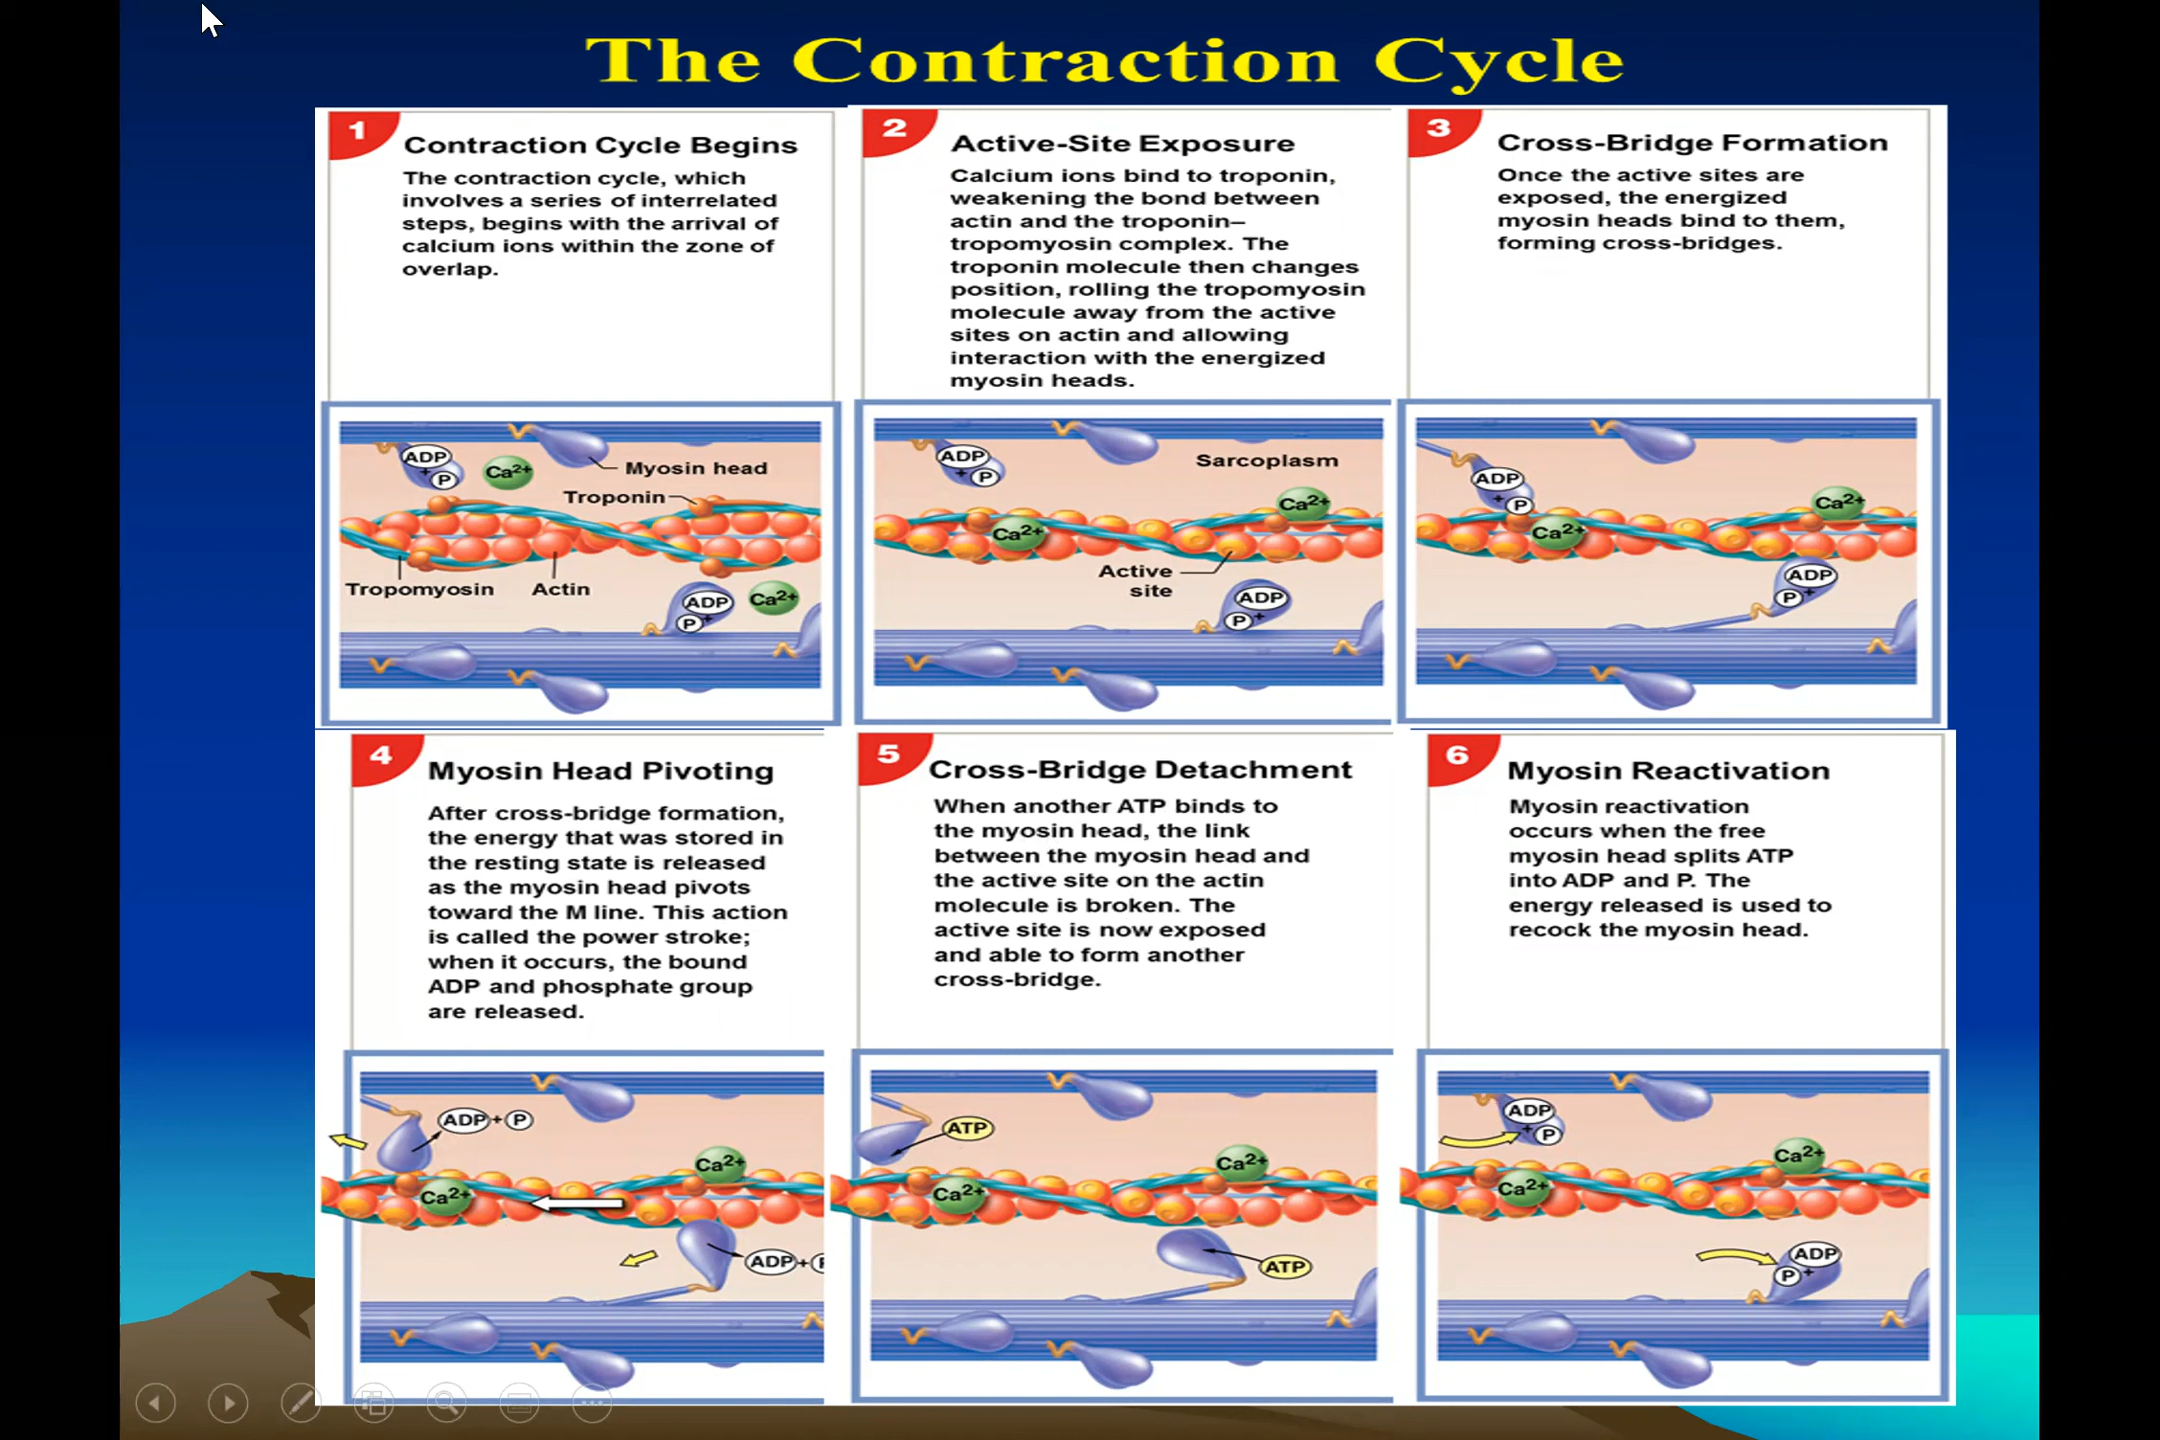 The Contraction Cycle
1
Contraction Cycle Begins
The contraction cycle, which
involves a series of interrelated
steps, begins with the arrival of
calcium ions within the zone of
overlap.
ADP
+
P
Ca2+
Myosin head
Troponin
Tropomyosin
Actin
ADP
P+
Ca2+
2
Active-Site Exposure
Calcium ions bind to troponin,
weakening the bond between
actin and the troponin–
tropomyosin complex. The
troponin molecule then changes
position, rolling the tropomyosin
molecule away from the active
sites on actin and allowing
interaction with the energized
myosin heads.
ADP
+
P
Sarcoplasm
Ca2+
Ca2+
Active
site
ADP
P+
3
Cross-Bridge Formation
Once the active sites are
exposed, the energized
myosin heads bind to them,
forming cross-bridges.
ADP
+
P
Ca2+
Ca2+
ADP
P+
4
Myosin Head Pivoting
After cross-bridge formation,
the energy that was stored in
the resting state is released
as the myosin head pivots
toward the M line. This action
is called the power stroke;
when it occurs, the bound
ADP and phosphate group
are released.
ADP+P
Ca2+
Ca2+
ADP+P
5
Cross-Bridge Detachment
When another ATP binds to
the myosin head, the link
between the myosin head and
the active site on the actin
molecule is broken. The
active site is now exposed
and able to form another
cross-bridge.
ATP
Ca2+
Ca2+
ATP
6
Myosin Reactivation
Myosin reactivation
occurs when the free
myosin head splits ATP
into ADP and P. The
energy released is used to
recock the myosin head.
ADP
+
P
Ca2+
Ca2+
ADP
P+